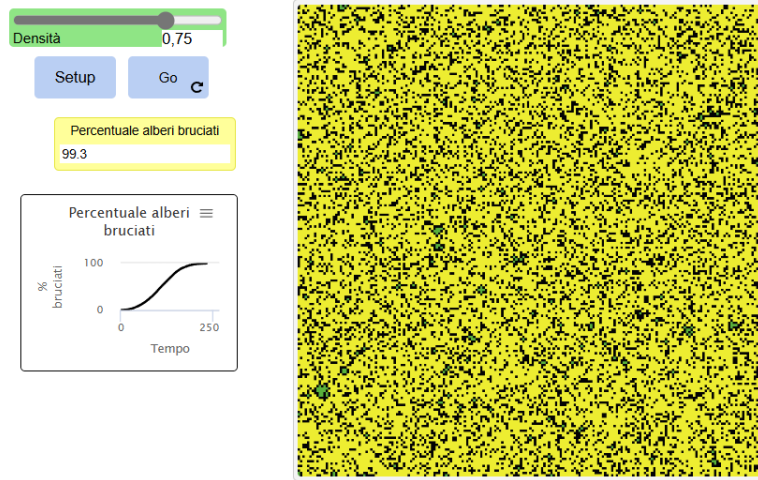 Densità 0,75
Setup Go
Percentuale alberi bruciati
99.3
Percentuale alberi
bruciati
%
bruciati
100
0
0 250
Tempo